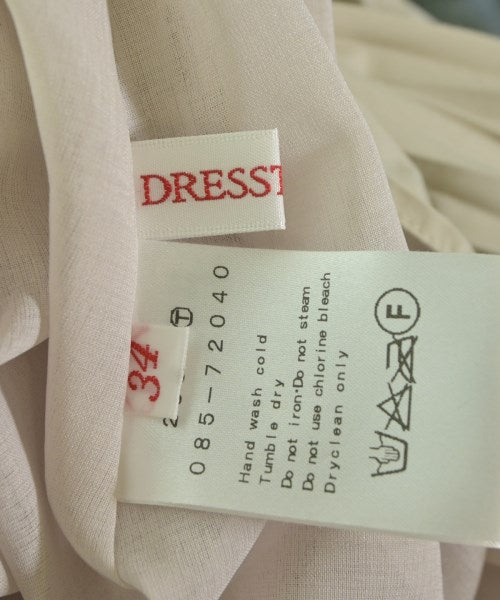 DRESST
34
Ⓣ
085-72040
Hand wash cold
Tumble dry
Do not iron·Do not steam
Do not use chlorine bleach
Dryclean only
F